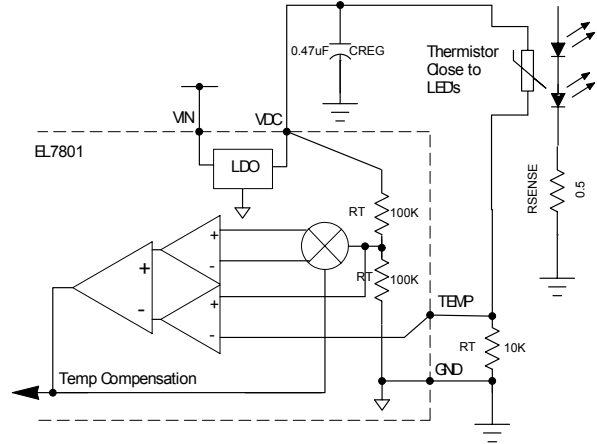 0.47uF CREG
Thermistor
Close to
LEDs
VIN
VDC
EL7801
LDO
RSENSE
0.5
RT 100K
+
-
+
-
RT 100K
+
-
TEMP
RT 10K
Temp Compensation
GND